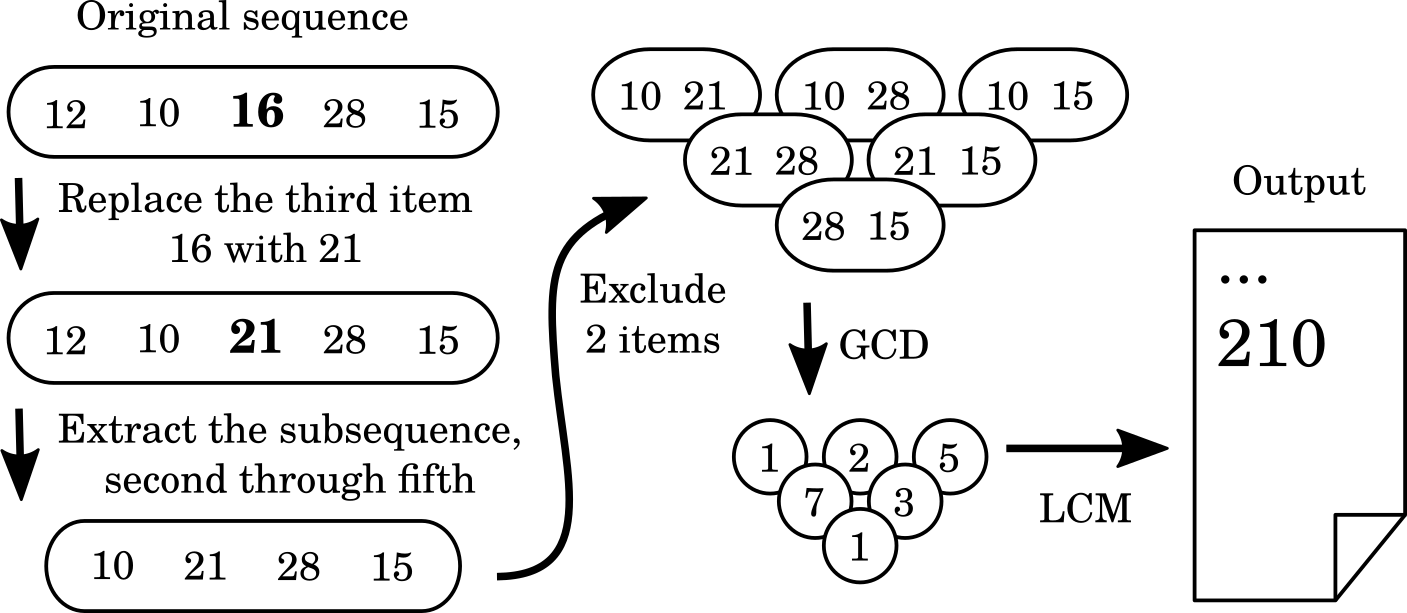 Original sequence
12 10 16 28 15
Replace the third item
16 with 21
12 10 21 28 15
Extract the subsequence,
second through fifth
10 21 28 15
Exclude
2 items
10 21
10 28
10 15
21 28
21 15
28 15
GCD
1 2 5
7 3
1
LCM
Output
...
210